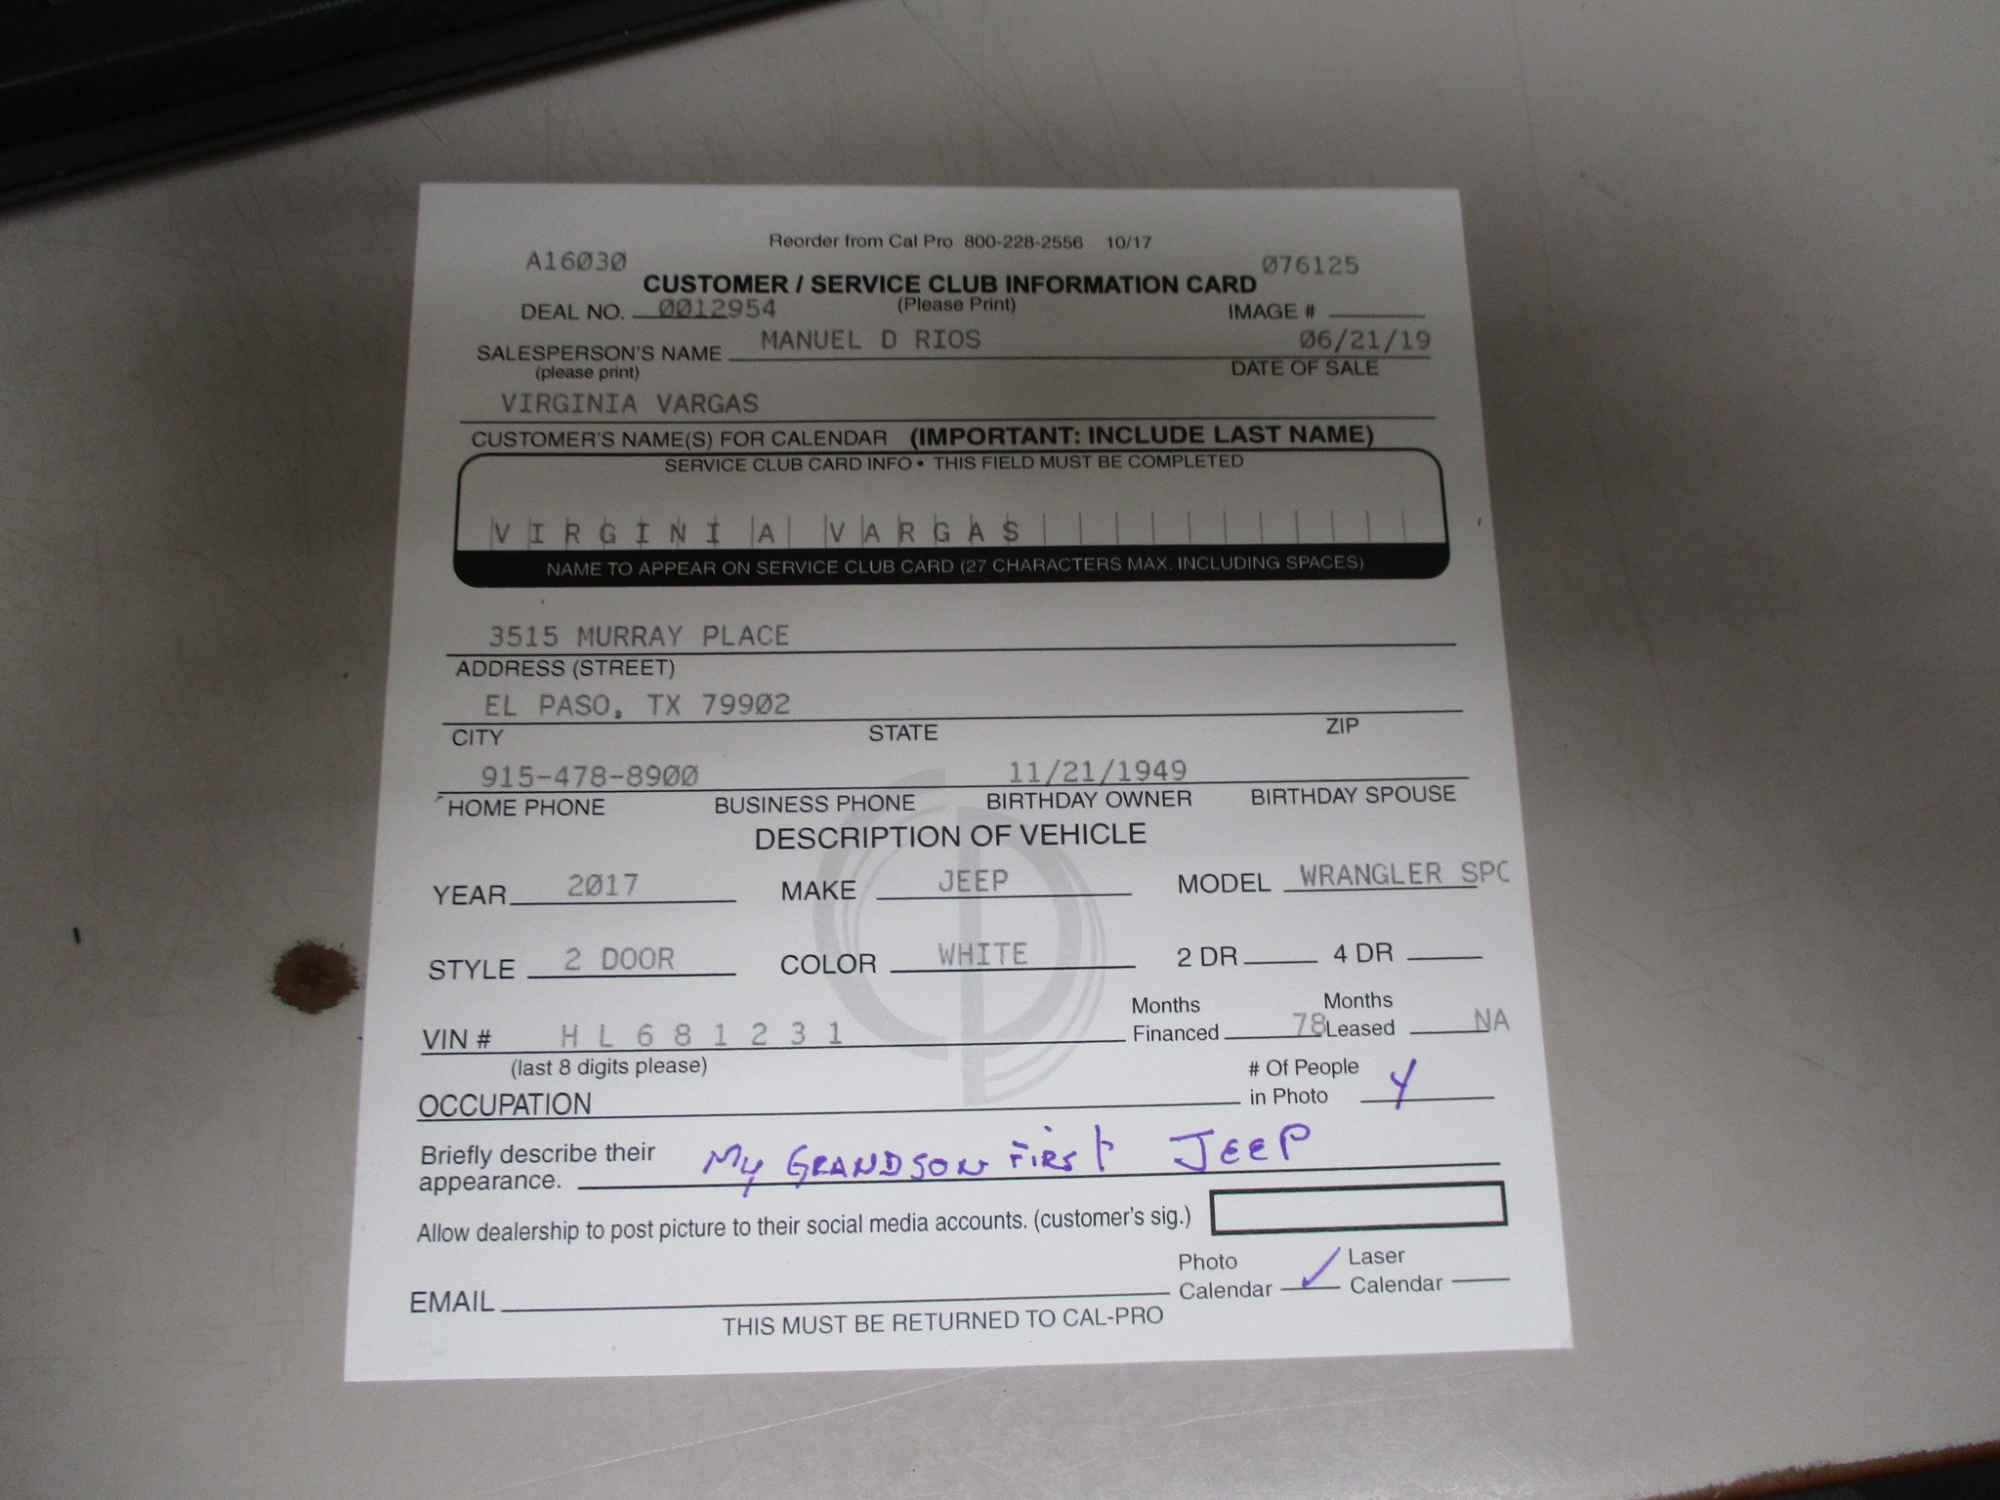 Reorder from Cal Pro 800-228-2556 10/17
A16030 076125
CUSTOMER / SERVICE CLUB INFORMATION CARD
DEAL NO. 0012954 (Please Print) IMAGE #
SALESPERSON'S NAME MANUEL D RIOS 06/21/19
(please print) DATE OF SALE
VIRGINIA VARGAS
CUSTOMER'S NAME(S) FOR CALENDAR (IMPORTANT: INCLUDE LAST NAME)
SERVICE CLUB CARD INFO • THIS FIELD MUST BE COMPLETED
VIRGINIA VARGAS
NAME TO APPEAR ON SERVICE CLUB CARD (27 CHARACTERS MAX. INCLUDING SPACES)
3515 MURRAY PLACE
ADDRESS (STREET)
EL PASO, TX 79902
CITY STATE ZIP
915-478-8900 11/21/1949
HOME PHONE BUSINESS PHONE BIRTHDAY OWNER BIRTHDAY SPOUSE
DESCRIPTION OF VEHICLE
YEAR 2017 MAKE JEEP MODEL WRANGLER SPO
STYLE 2 DOOR COLOR WHITE 2 DR 4 DR
Months Months
VIN # H L 6 8 1 2 3 1 Financed 78 Leased NA
(last 8 digits please)
# Of People
OCCUPATION in Photo 4
Briefly describe their
appearance. My GRANDSON FIRST JEEP
Allow dealership to post picture to their social media accounts. (customer's sig.)
Photo Laser
EMAIL Calendar ✓ Calendar
THIS MUST BE RETURNED TO CAL-PRO